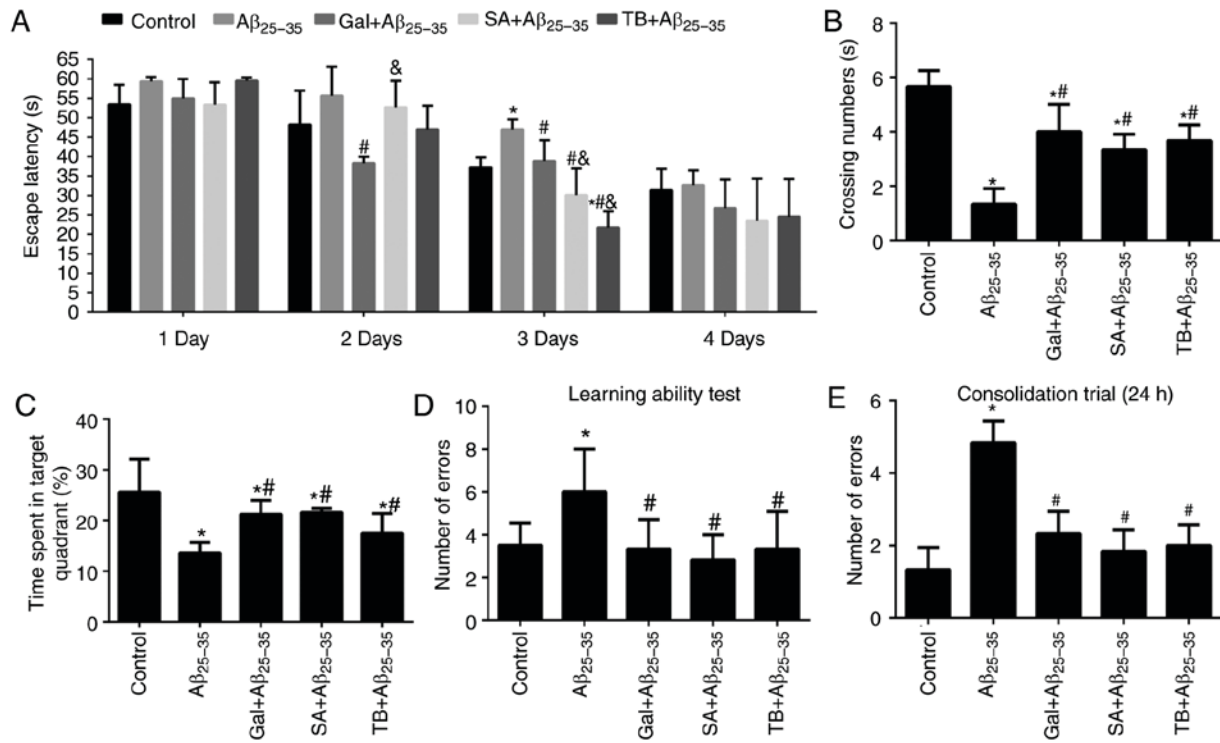 A
Control Aβ25–35 Gal+Aβ25–35 SA+Aβ25–35 TB+Aβ25–35
Escape latency (s)
65
60
55
50
45
40
35
30
25
20
15
10
5
0
&
#
*
#
#&
*#&
1 Day 2 Days 3 Days 4 Days
B
Crossing numbers (s)
8
6
4
2
0
*
*#
*#
*#
Control
Aβ25–35
Gal+Aβ25–35
SA+Aβ25–35
TB+Aβ25–35
C
Time spent in target
quadrant (%)
40
30
20
10
0
*
*#
*#
*#
Control
Aβ25–35
Gal+Aβ25–35
SA+Aβ25–35
TB+Aβ25–35
D
Learning ability test
Number of errors
10
8
6
4
2
0
*
#
#
#
Control
Aβ25–35
Gal+Aβ25–35
SA+Aβ25–35
TB+Aβ25–35
E
Consolidation trial (24 h)
Number of errors
6
4
2
0
*
#
#
#
Control
Aβ25–35
Gal+Aβ25–35
SA+Aβ25–35
TB+Aβ25–35